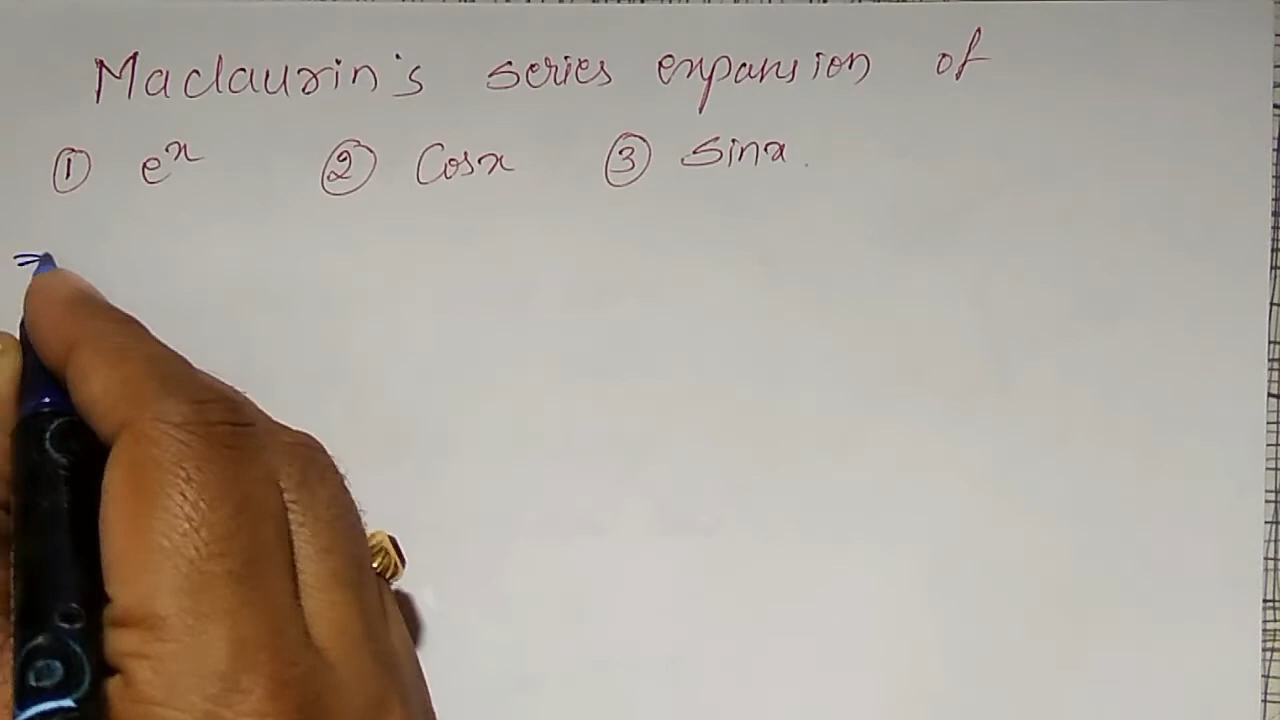 Maclaurin's series expansion of
① e^x ② Cosx ③ Sinx.